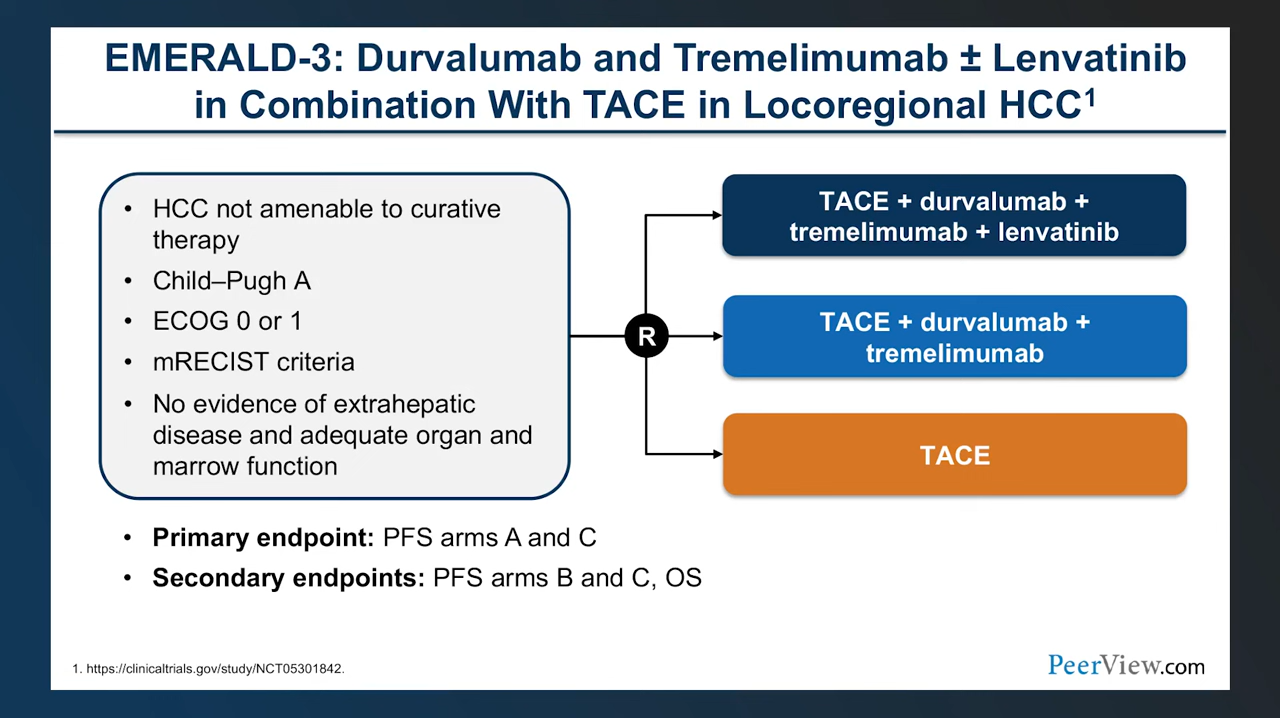 EMERALD-3: Durvalumab and Tremelimumab ± Lenvatinib
in Combination With TACE in Locoregional HCC¹
• HCC not amenable to curative
therapy
• Child–Pugh A
• ECOG 0 or 1
• mRECIST criteria
• No evidence of extrahepatic
disease and adequate organ and
marrow function
R
TACE + durvalumab +
tremelimumab + lenvatinib
TACE + durvalumab +
tremelimumab
TACE
• Primary endpoint: PFS arms A and C
• Secondary endpoints: PFS arms B and C, OS
1. https://clinicaltrials.gov/study/NCT05301842.
PeerView.com